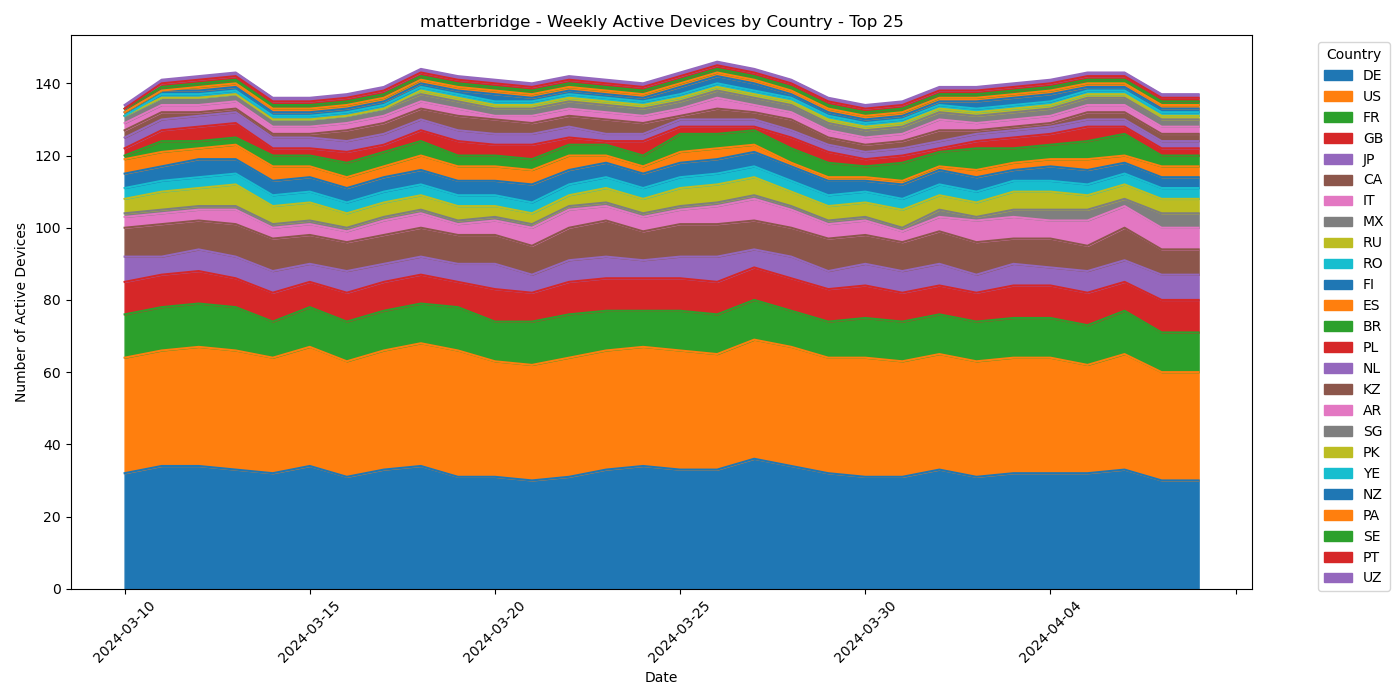 matterbridge - Weekly Active Devices by Country - Top 25
Number of Active Devices
140
120
100
80
60
40
20
0
2024-03-10
2024-03-15
2024-03-20
2024-03-25
2024-03-30
2024-04-04
Date
Country
DE
US
FR
GB
JP
CA
IT
MX
RU
RO
FI
ES
BR
PL
NL
KZ
AR
SG
PK
YE
NZ
PA
SE
PT
UZ